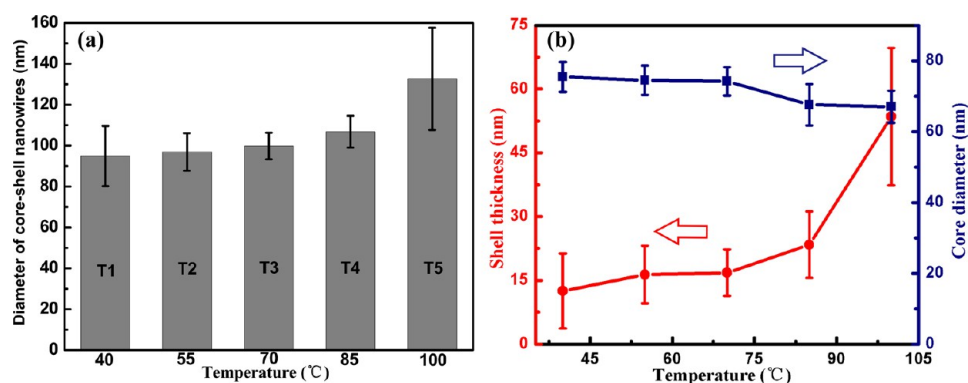 (a)
Diameter of core-shell nanowires (nm)
160
140
120
100
80
60
40
20
0
T1 T2 T3 T4 T5
40 55 70 85 100
Temperature (℃)
(b)
Shell thickness (nm)
75
60
45
30
15
0
Core diameter (nm)
80
60
40
20
0
45 60 75 90 105
Temperature (℃)